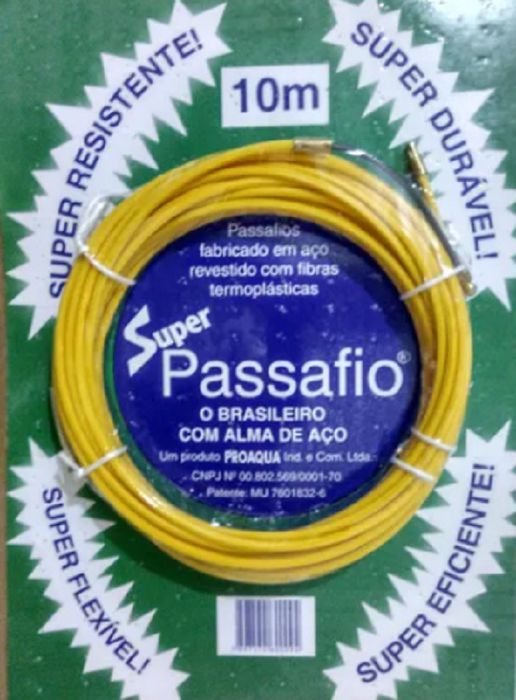 SUPER RESISTENTE!
10m
SUPER DURÁVEL!
Passafios
fabricado em aço
revestido com fibras
termoplásticas
Super
Passafio®
O BRASILEIRO
COM ALMA DE AÇO
Um produto PROAQUA Ind. e Com. Ltda.
CNPJ Nº 00.802.569/0001-70
Patente: MU 7601832-6
SUPER FLEXÍVEL!
SUPER EFICIENTE!